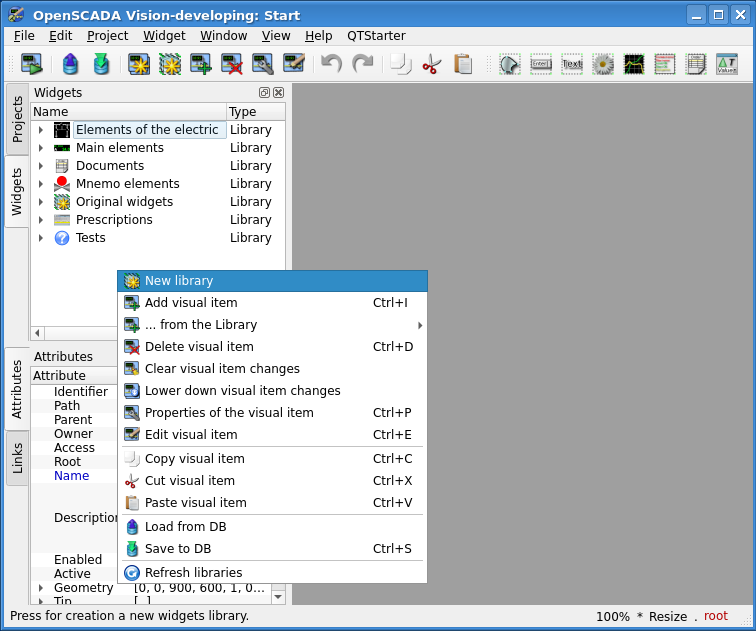 OpenSCADA Vision-developing: Start
File Edit Project Widget Window View Help QTStarter
Projects
Widgets
Widgets
Name Type
Elements of the electric Library
Main elements Library
Documents Library
Mnemo elements Library
Original widgets Library
Prescriptions Library
Tests Library
New library
Add visual item Ctrl+I
... from the Library
Delete visual item Ctrl+D
Clear visual item changes
Lower down visual item changes
Properties of the visual item Ctrl+P
Edit visual item Ctrl+E
Copy visual item Ctrl+C
Cut visual item Ctrl+X
Paste visual item Ctrl+V
Load from DB
Save to DB Ctrl+S
Refresh libraries
Attributes
Links
Attributes
Attribute
Identifier
Path
Parent
Owner
Access
Root
Name
Enabled
Active
Geometry [0, 0, 900, 600, 1, 0...
Tip [, ]
Press for creation a new widgets library. 100% * Resize . root